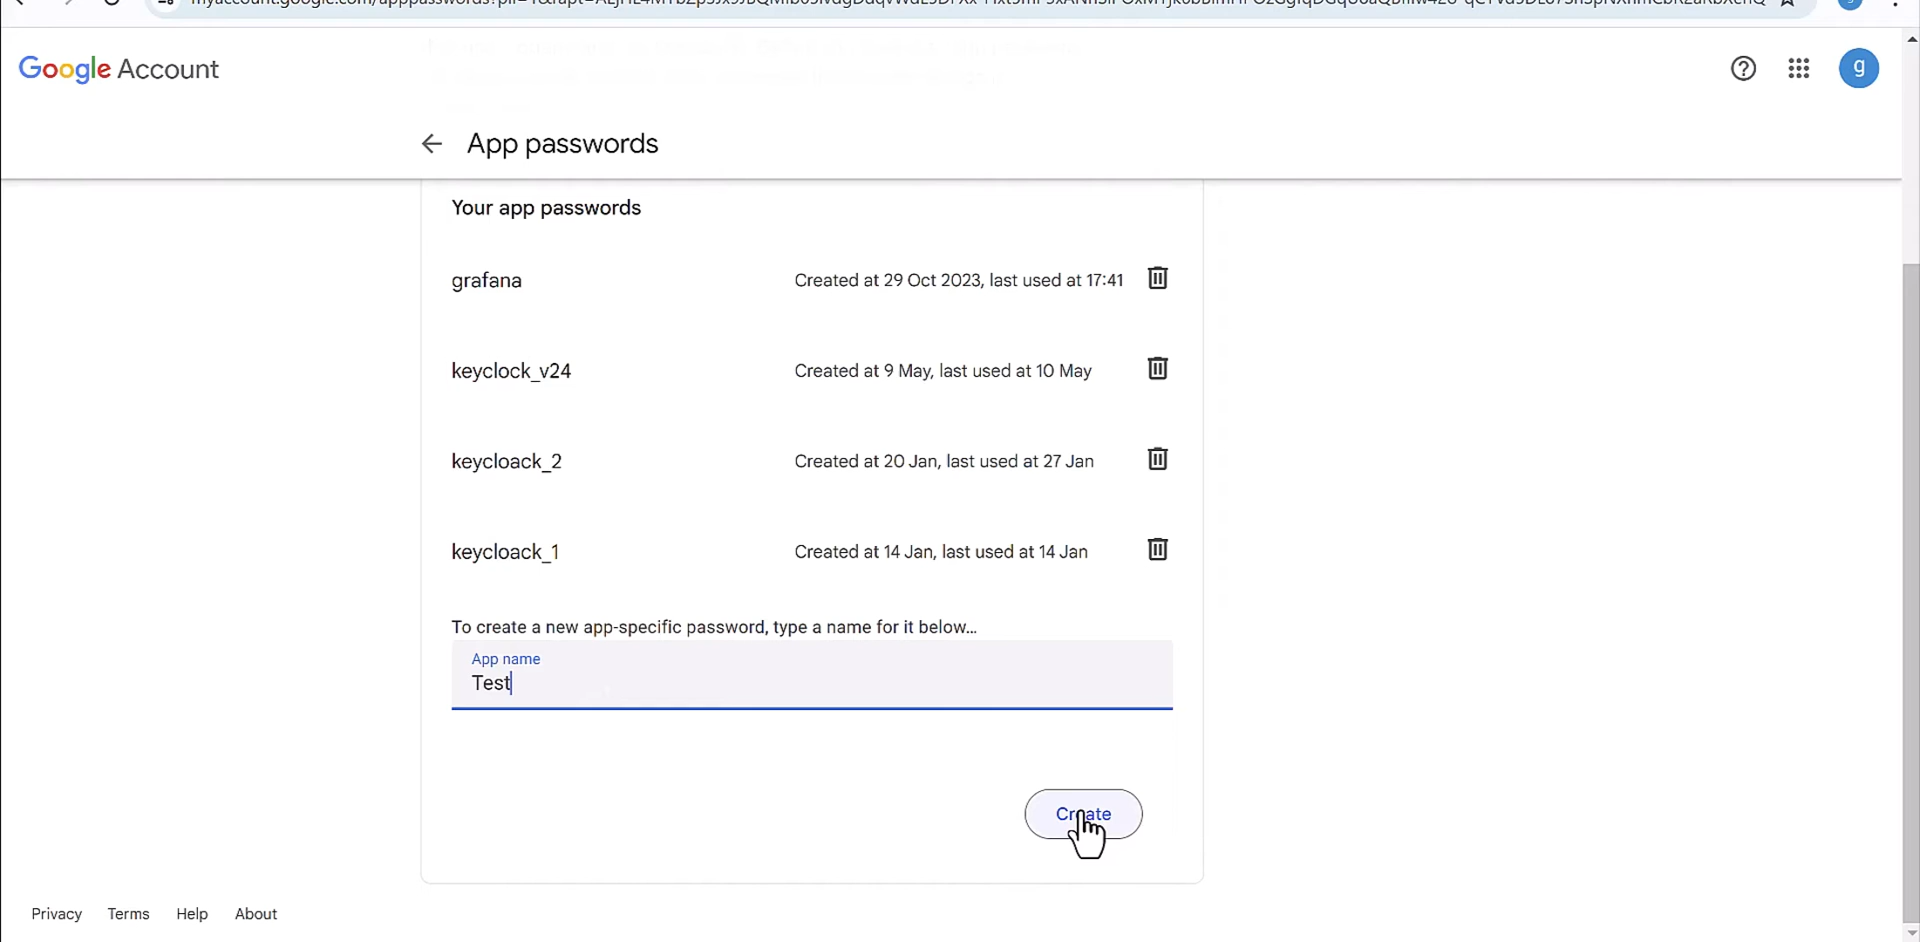 Google Account
g
App passwords
Your app passwords
grafana
Created at 29 Oct 2023, last used at 17:41
keyclock_v24
Created at 9 May, last used at 10 May
keycloack_2
Created at 20 Jan, last used at 27 Jan
keycloack_1
Created at 14 Jan, last used at 14 Jan
To create a new app-specific password, type a name for it below...
App name
Test
Create
Privacy Terms Help About